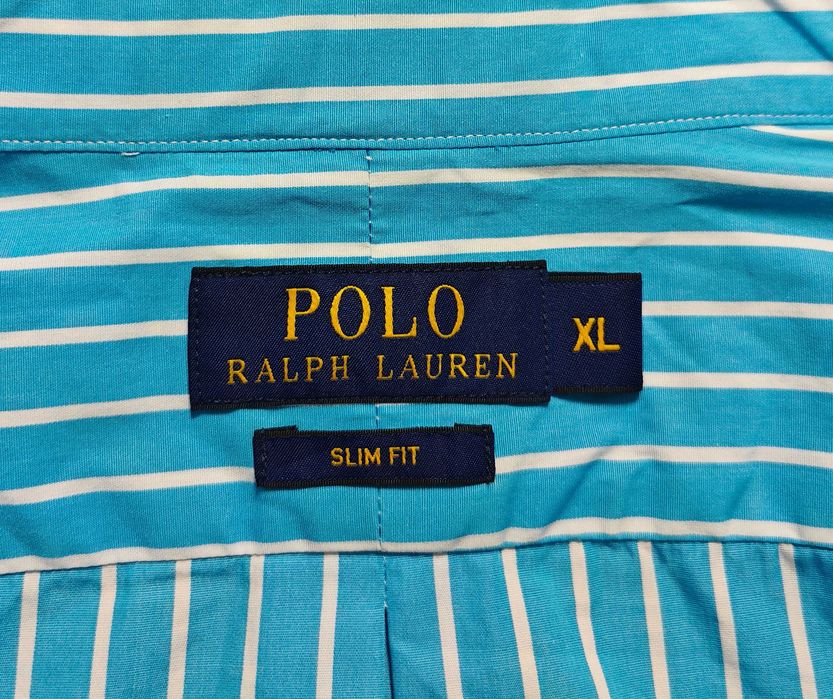 POLO
RALPH LAUREN
XL
SLIM FIT